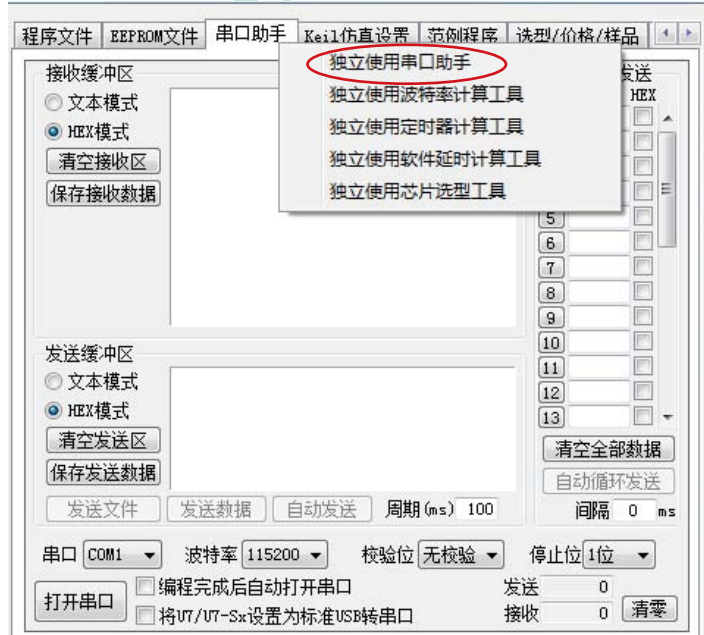 程序文件 EEPROM文件 串口助手 Keil仿真设置 范例程序 选型/价格/样品
独立使用串口助手
独立使用波特率计算工具
独立使用定时器计算工具
独立使用软件延时计算工具
独立使用芯片选型工具
接收缓冲区
文本模式
HEX模式
清空接收区
保存接收数据
发送
HEX
5
6
7
8
9
10
11
12
13
清空全部数据
自动循环发送
间隔 0 ms
发送缓冲区
文本模式
HEX模式
清空发送区
保存发送数据
发送文件 发送数据 自动发送 周期(ms) 100
串口 COM1 波特率 115200 校验位 无校验 停止位 1位
打开串口
编程完成后自动打开串口
将U7/U7-Sx设置为标准USB转串口
发送 0
接收 0
清零